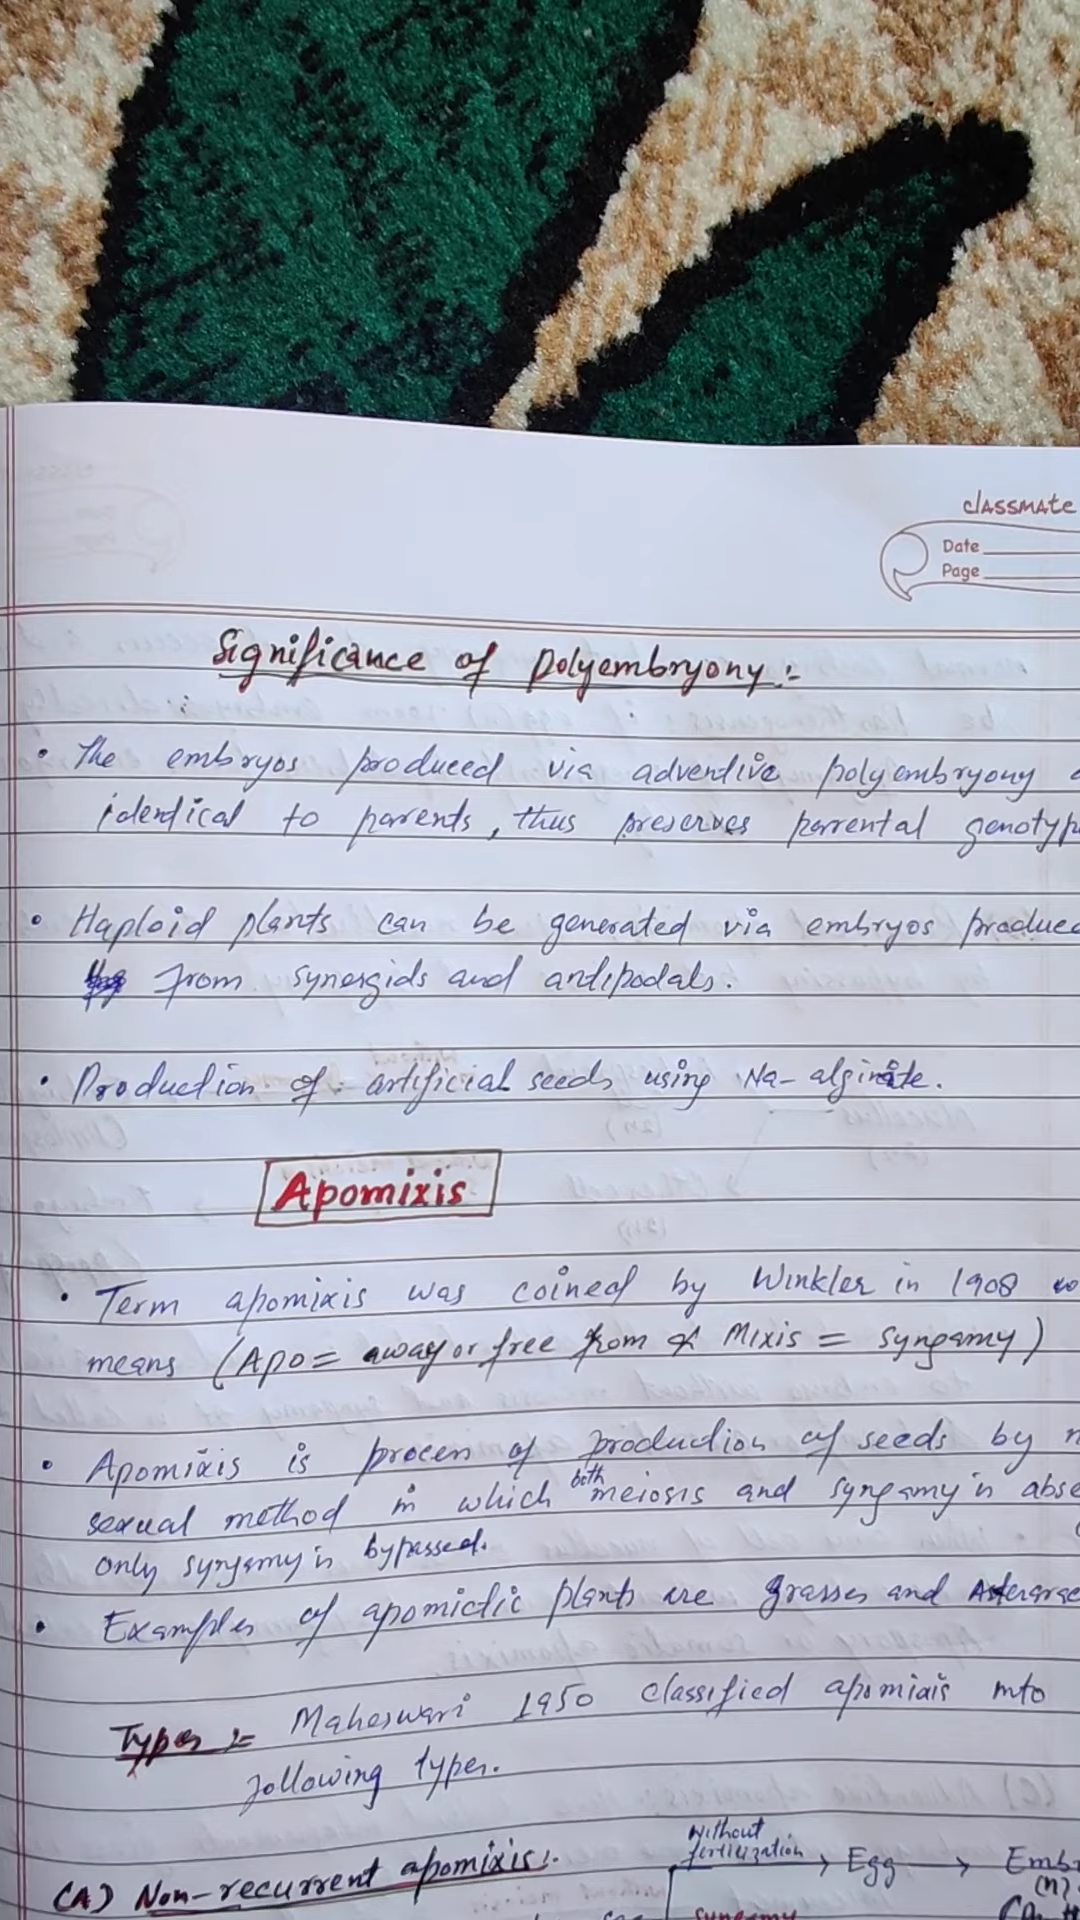 classmate
Date
Page
Significance of Polyembryony :-
• The embryos produced via adventive polyembryony
identical to parents, thus preserves parental genotyp
• Haploid plants can be generated via embryos produced
from synergids and antipodals.
• Production of artificial seeds using Na-alginate.
Apomixis
• Term apomixis was coined by Winkler in 1908
means (Apo = away or free from & Mixis = syngamy)
• Apomixis is process of production of seeds by
sexual method in which both meiosis and syngamy is abse
only syngamy is bypassed.
• Examples of apomictic plants are grasses and Asterarae
Types := Maheswari 1950 classified apomixis into
following types.
(A) Non-recurrent apomixis:- without fertilization → Egg → Emb
(n)
syngamy